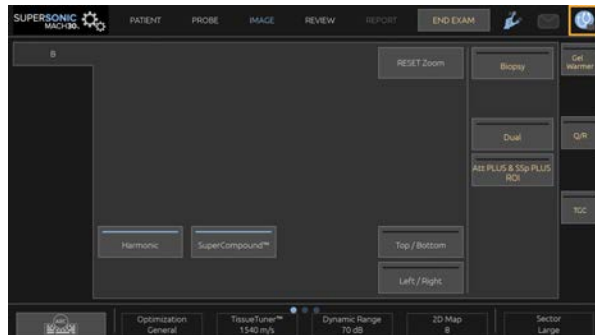 SUPERSONIC
MACH30.
PATIENT
PROBE
IMAGE
REVIEW
REPORT
END EXAM
B
RESET Zoom
Biopsy
Gel
Warmer
Dual
Q/R
Att PLUS & SSp PLUS
ROI
TGC
Harmonic
SuperCompound™
Top / Bottom
Left / Right
Optimization
General
TissueTuner™
1540 m/s
Dynamic Range
70 dB
2D Map
8
Sector
Large